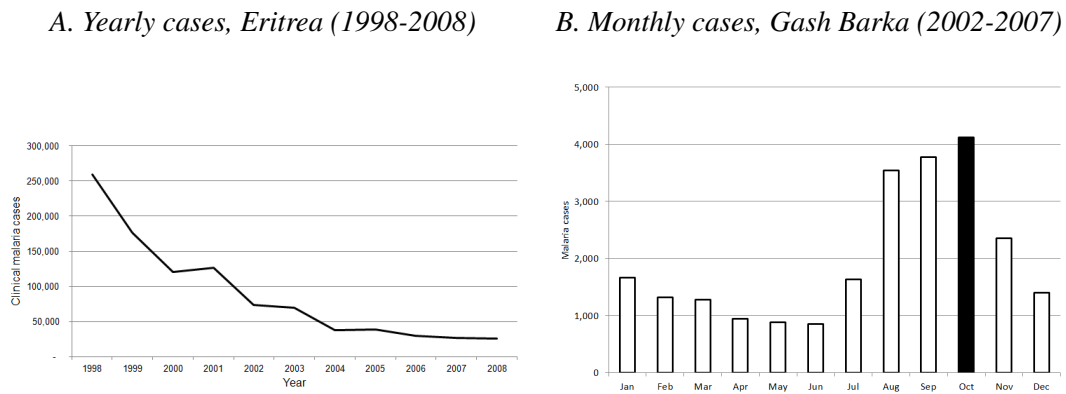 A. Yearly cases, Eritrea (1998-2008)
300,000
250,000
200,000
150,000
100,000
50,000
-
Clinical malaria cases
1998 1999 2000 2001 2002 2003 2004 2005 2006 2007 2008
Year
B. Monthly cases, Gash Barka (2002-2007)
5,000
4,000
3,000
2,000
1,000
0
Malaria cases
Jan Feb Mar Apr May Jun Jul Aug Sep Oct Nov Dec